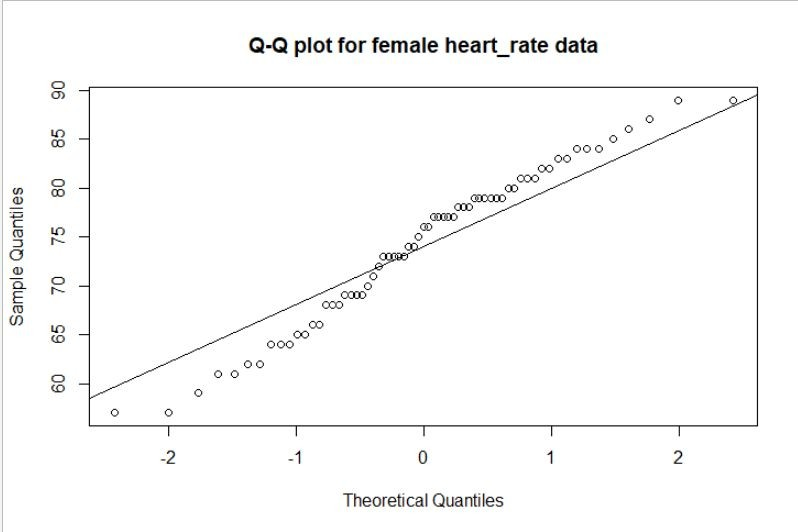 Q-Q plot for female heart_rate data
90
85
80
75
70
65
60
Sample Quantiles
-2 -1 0 1 2
Theoretical Quantiles